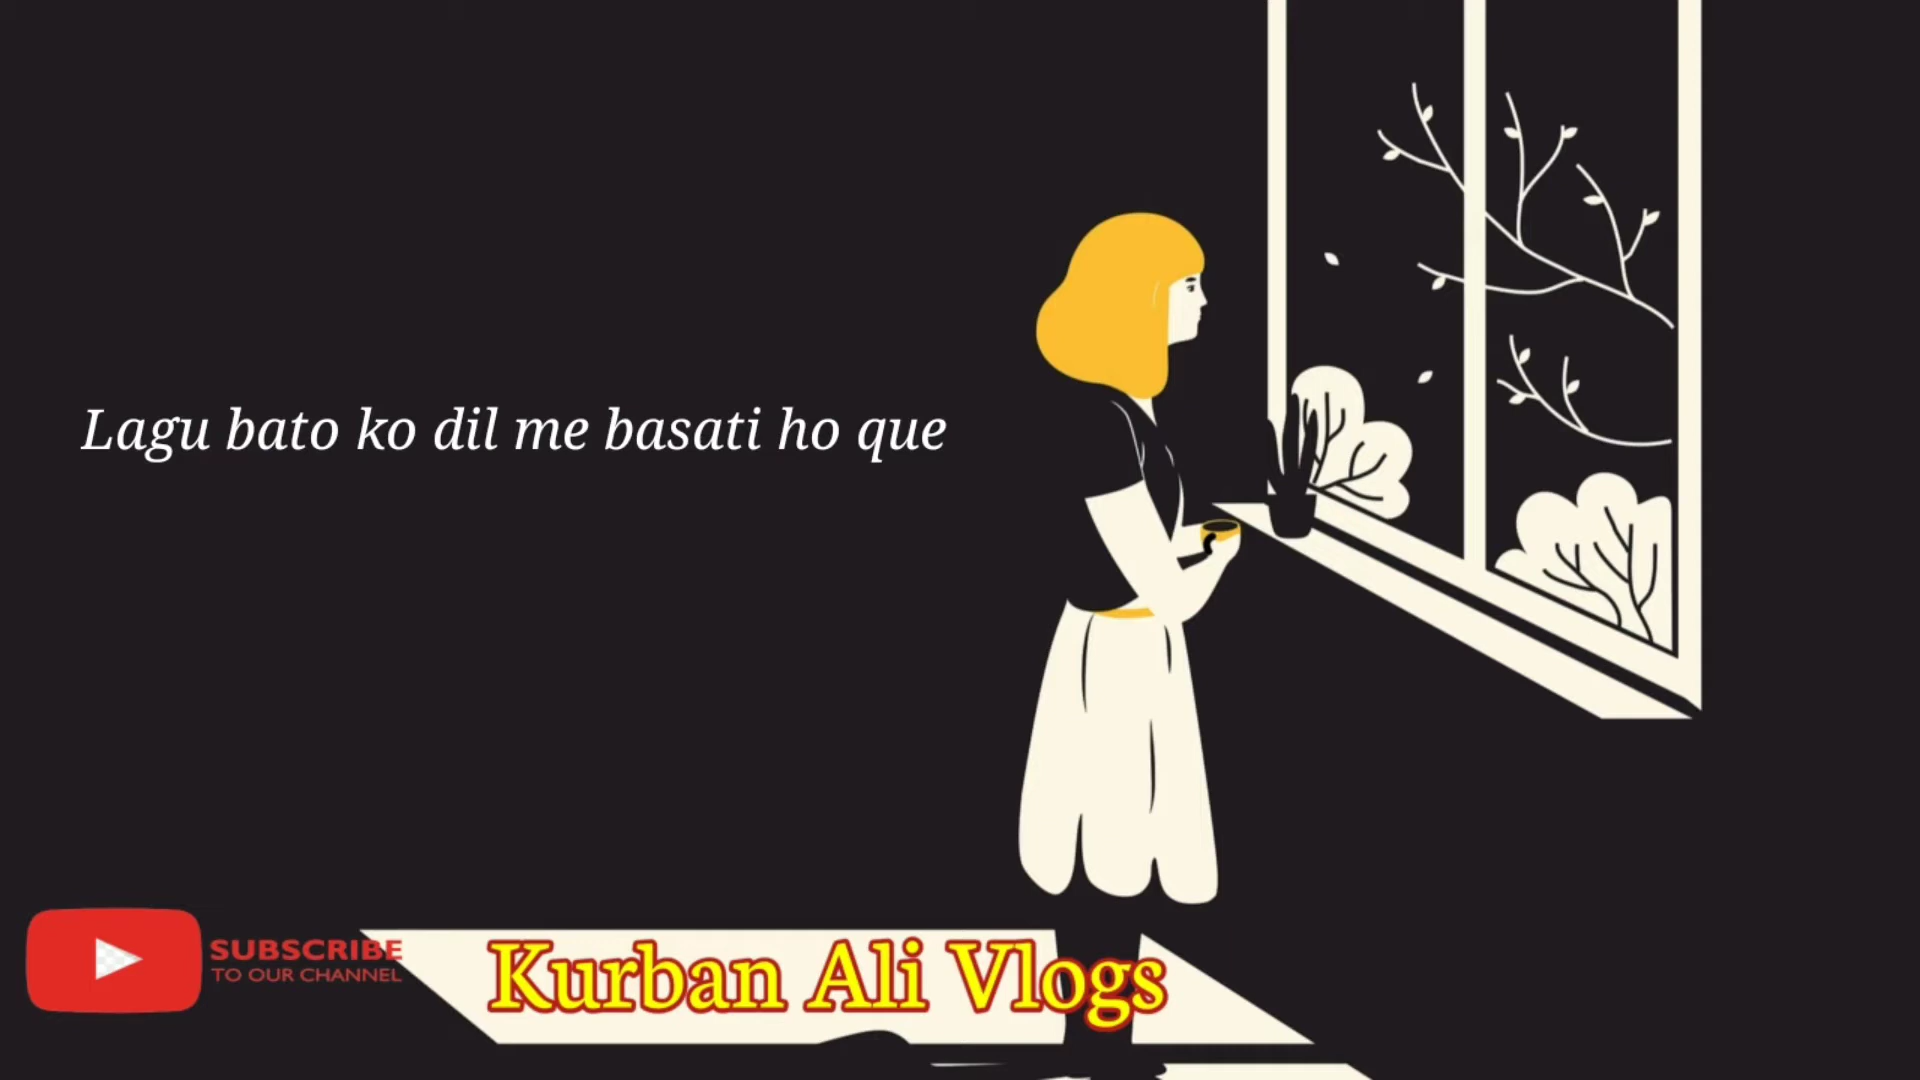 Lagu bato ko dil me basati ho que
SUBSCRIBE
TO OUR CHANNEL
Kurban Ali Vlogs